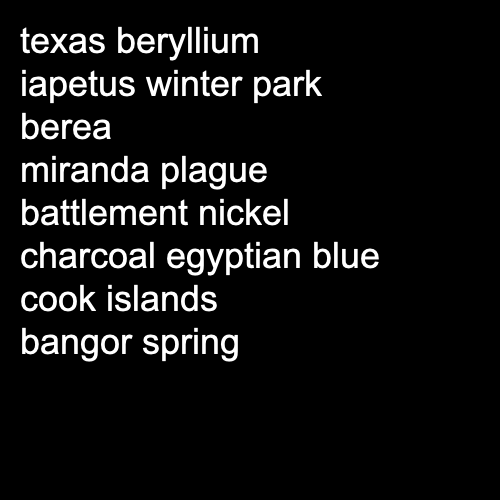 texas beryllium
iapetus winter park
berea
miranda plague
battlement nickel
charcoal egyptian blue
cook islands
bangor spring